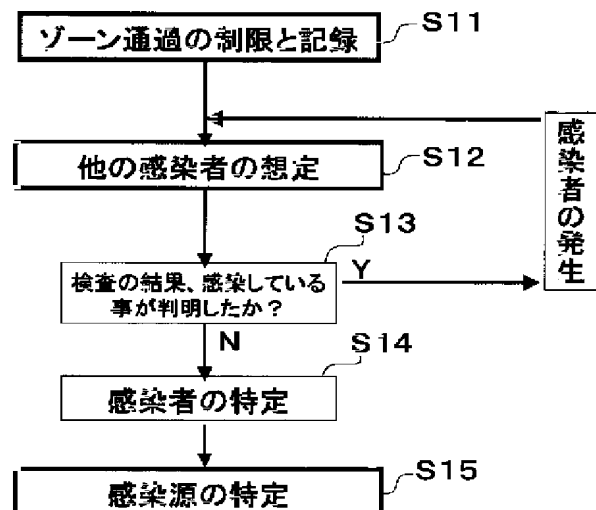 ゾーン通過の制限と記録
S11
他の感染者の想定
S12
感染者の発生
S13
検査の結果、感染している
事が判明したか?
Y
N
S14
感染者の特定
S15
感染源の特定